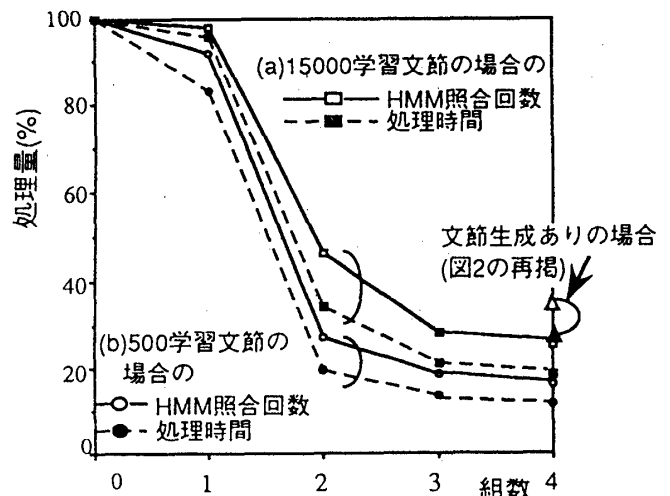 100
80
60
40
20
0
処理量(%)
(a)15000学習文節の場合の
HMM照合回数
処理時間
文節生成ありの場合
(図2の再掲)
(b)500学習文節の
場合の
HMM照合回数
処理時間
0 1 2 3 4
組数